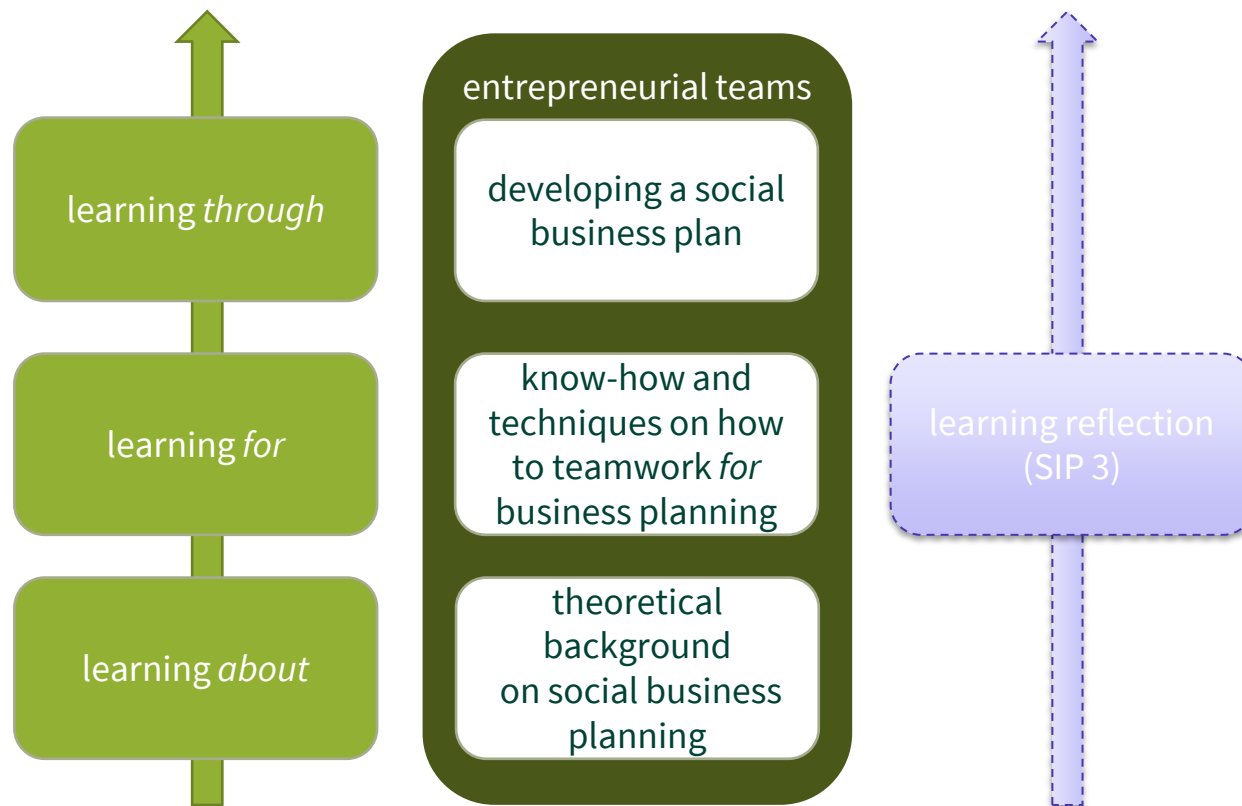 entrepreneurial teams
learning through
developing a social
business plan
learning for
know-how and
techniques on how
to teamwork for
business planning
learning reflection
(SIP 3)
learning about
theoretical
background
on social business
planning